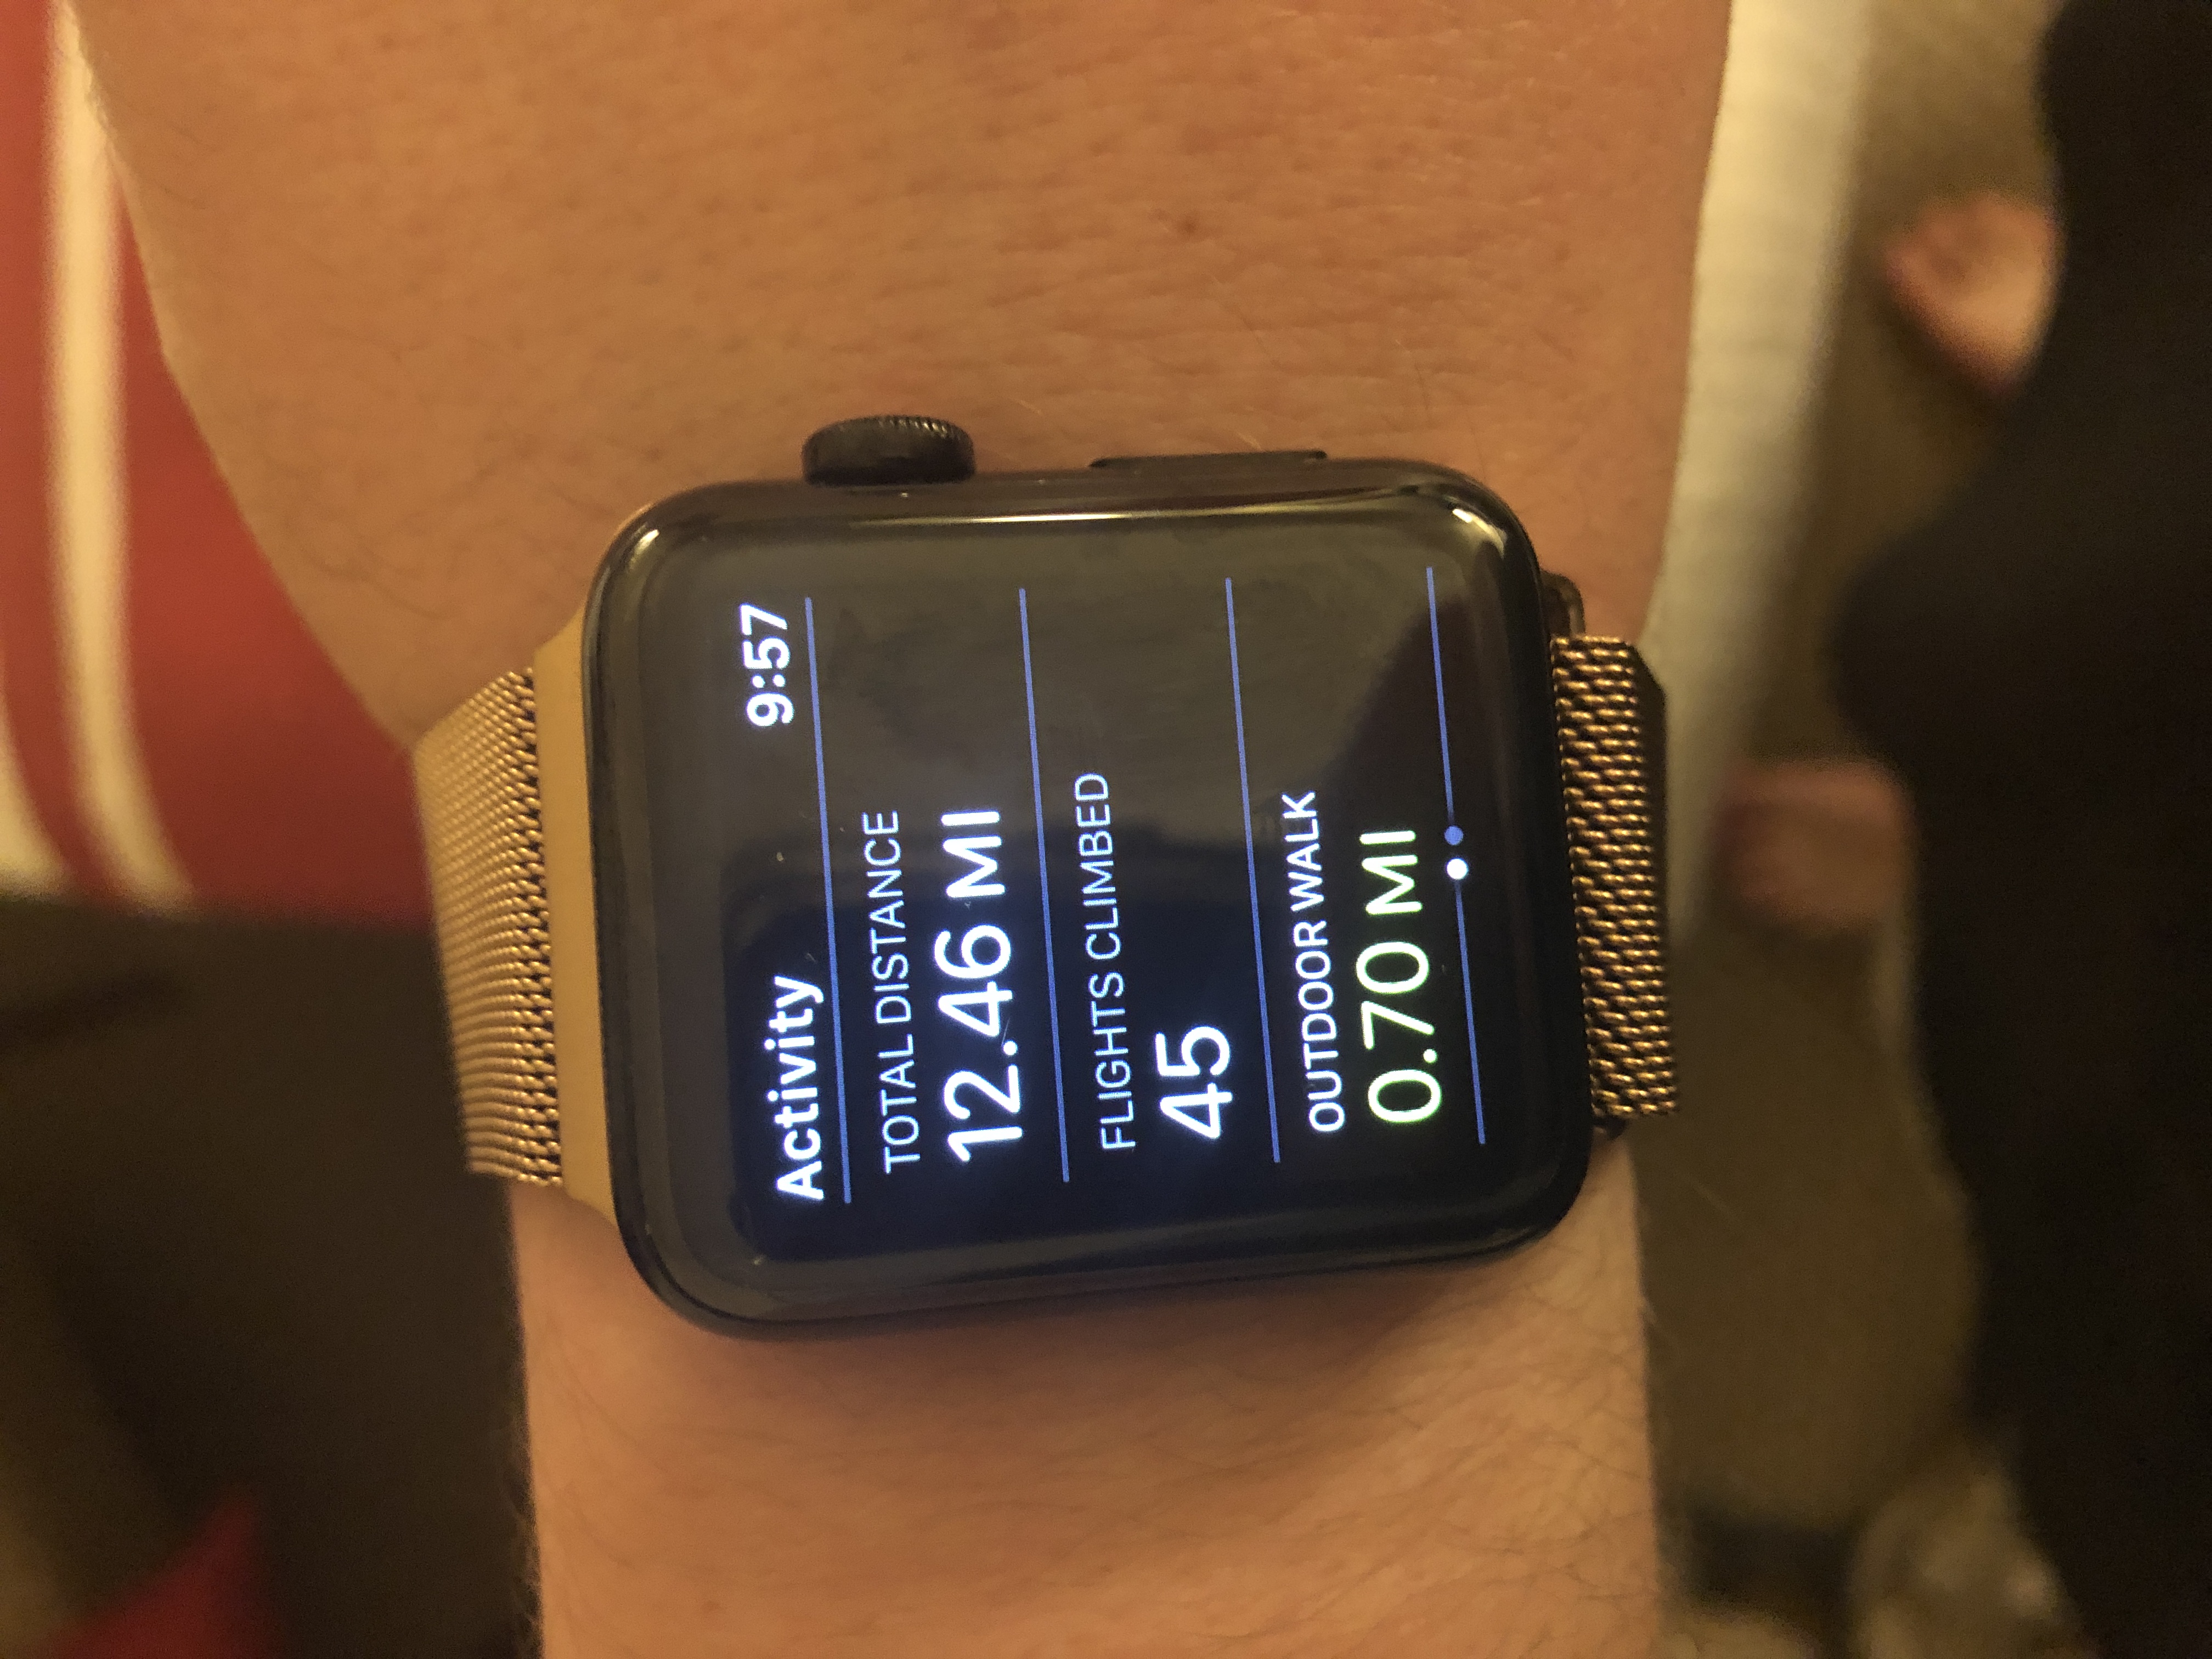 Activity 9:57
TOTAL DISTANCE
12.46 MI
FLIGHTS CLIMBED
45
OUTDOOR WALK
0.70 MI